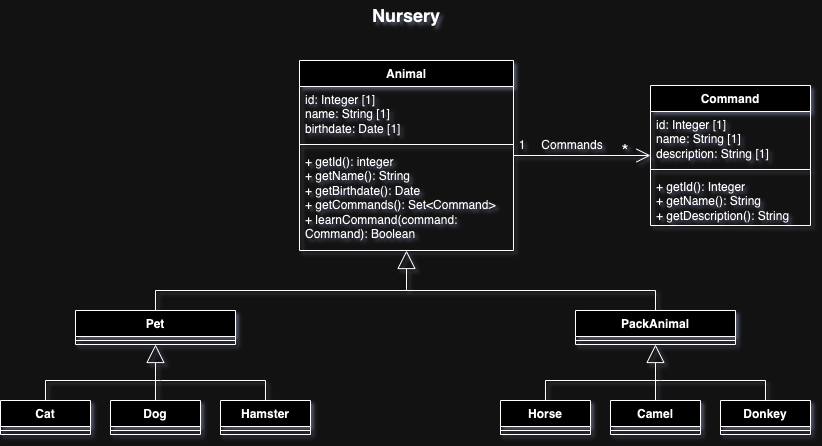 Nursery
Animal
id: Integer [1]
name: String [1]
birthdate: Date [1]
+ getId(): integer
+ getName(): String
+ getBirthdate(): Date
+ getCommands(): Set<Command>
+ learnCommand(command:
Command): Boolean
1 Commands *
Command
id: Integer [1]
name: String [1]
description: String [1]
+ getId(): Integer
+ getName(): String
+ getDescription(): String
Pet
PackAnimal
Cat
Dog
Hamster
Horse
Camel
Donkey